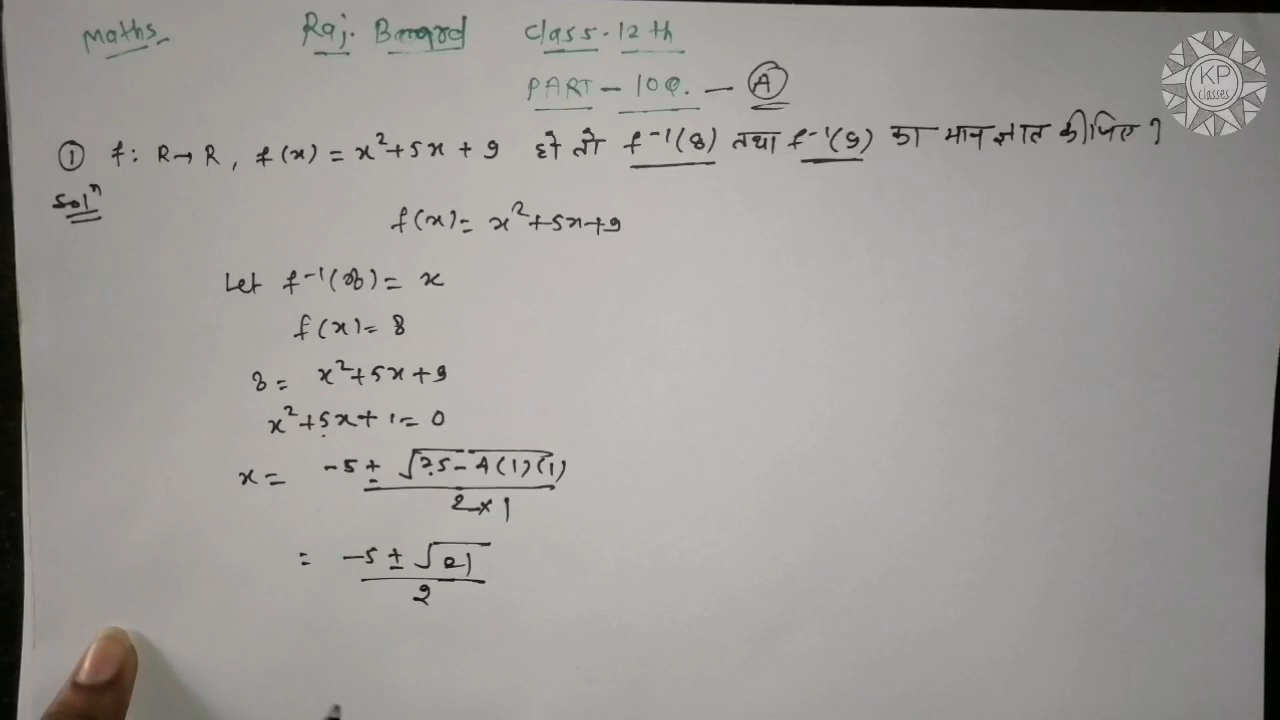 Maths
Raj. Board Class. 12th
PART - 10Q. - A
KP classes
① f: R→R, f(x) = x²+5x+9 हो तो f⁻¹(8) तथा f⁻¹(9) का मान ज्ञात कीजिए ?
Solⁿ
f(x)= x²+5x+9
Let f⁻¹(8)= x
f(x)= 8
8= x²+5x+9
x²+5x+1=0
x= -5 ± √25-4(1)(1) / 2×1
= -5 ± √21 / 2